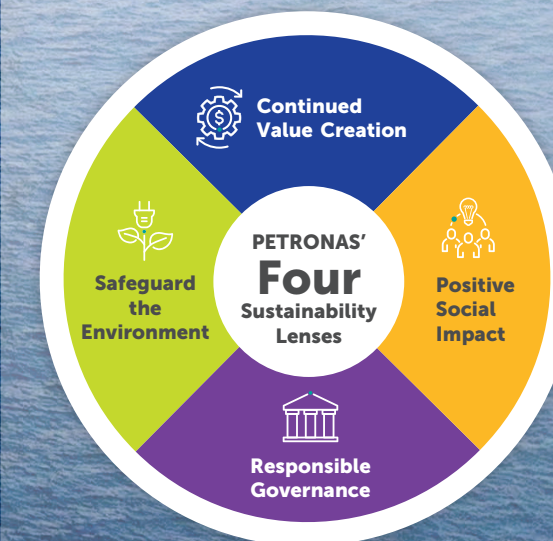 Continued
Value Creation
PETRONAS'
Four
Sustainability
Lenses
Safeguard
the
Environment
Positive
Social
Impact
Responsible
Governance
$